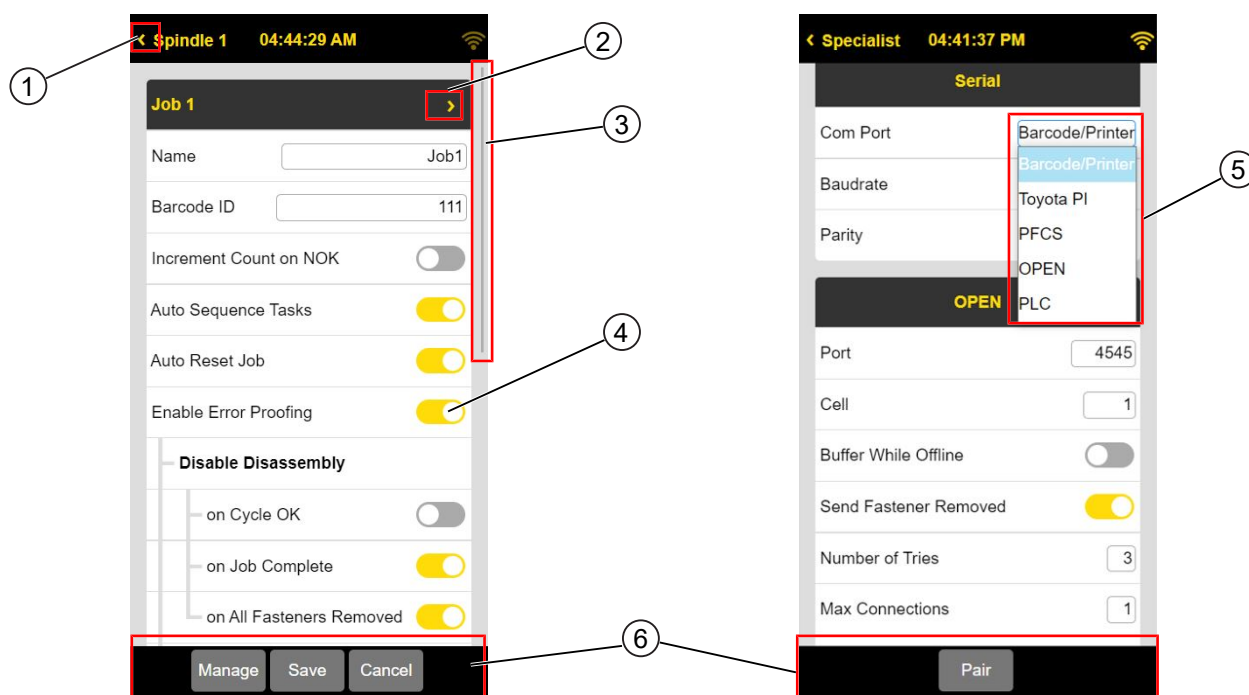 < Spindle 1 04:44:29 AM
Job 1 >
Name Job1
Barcode ID 111
Increment Count on NOK
Auto Sequence Tasks
Auto Reset Job
Enable Error Proofing
Disable Disassembly
on Cycle OK
on Job Complete
on All Fasteners Removed
Manage Save Cancel
1
2
3
4
< Specialist 04:41:37 PM
Serial
Com Port Barcode/Printer
Barcode/Printer
Baudrate
Toyota PI
Parity PFCS
OPEN
OPEN PLC
Port 4545
Cell 1
Buffer While Offline
Send Fastener Removed
Number of Tries 3
Max Connections 1
Pair
5
6